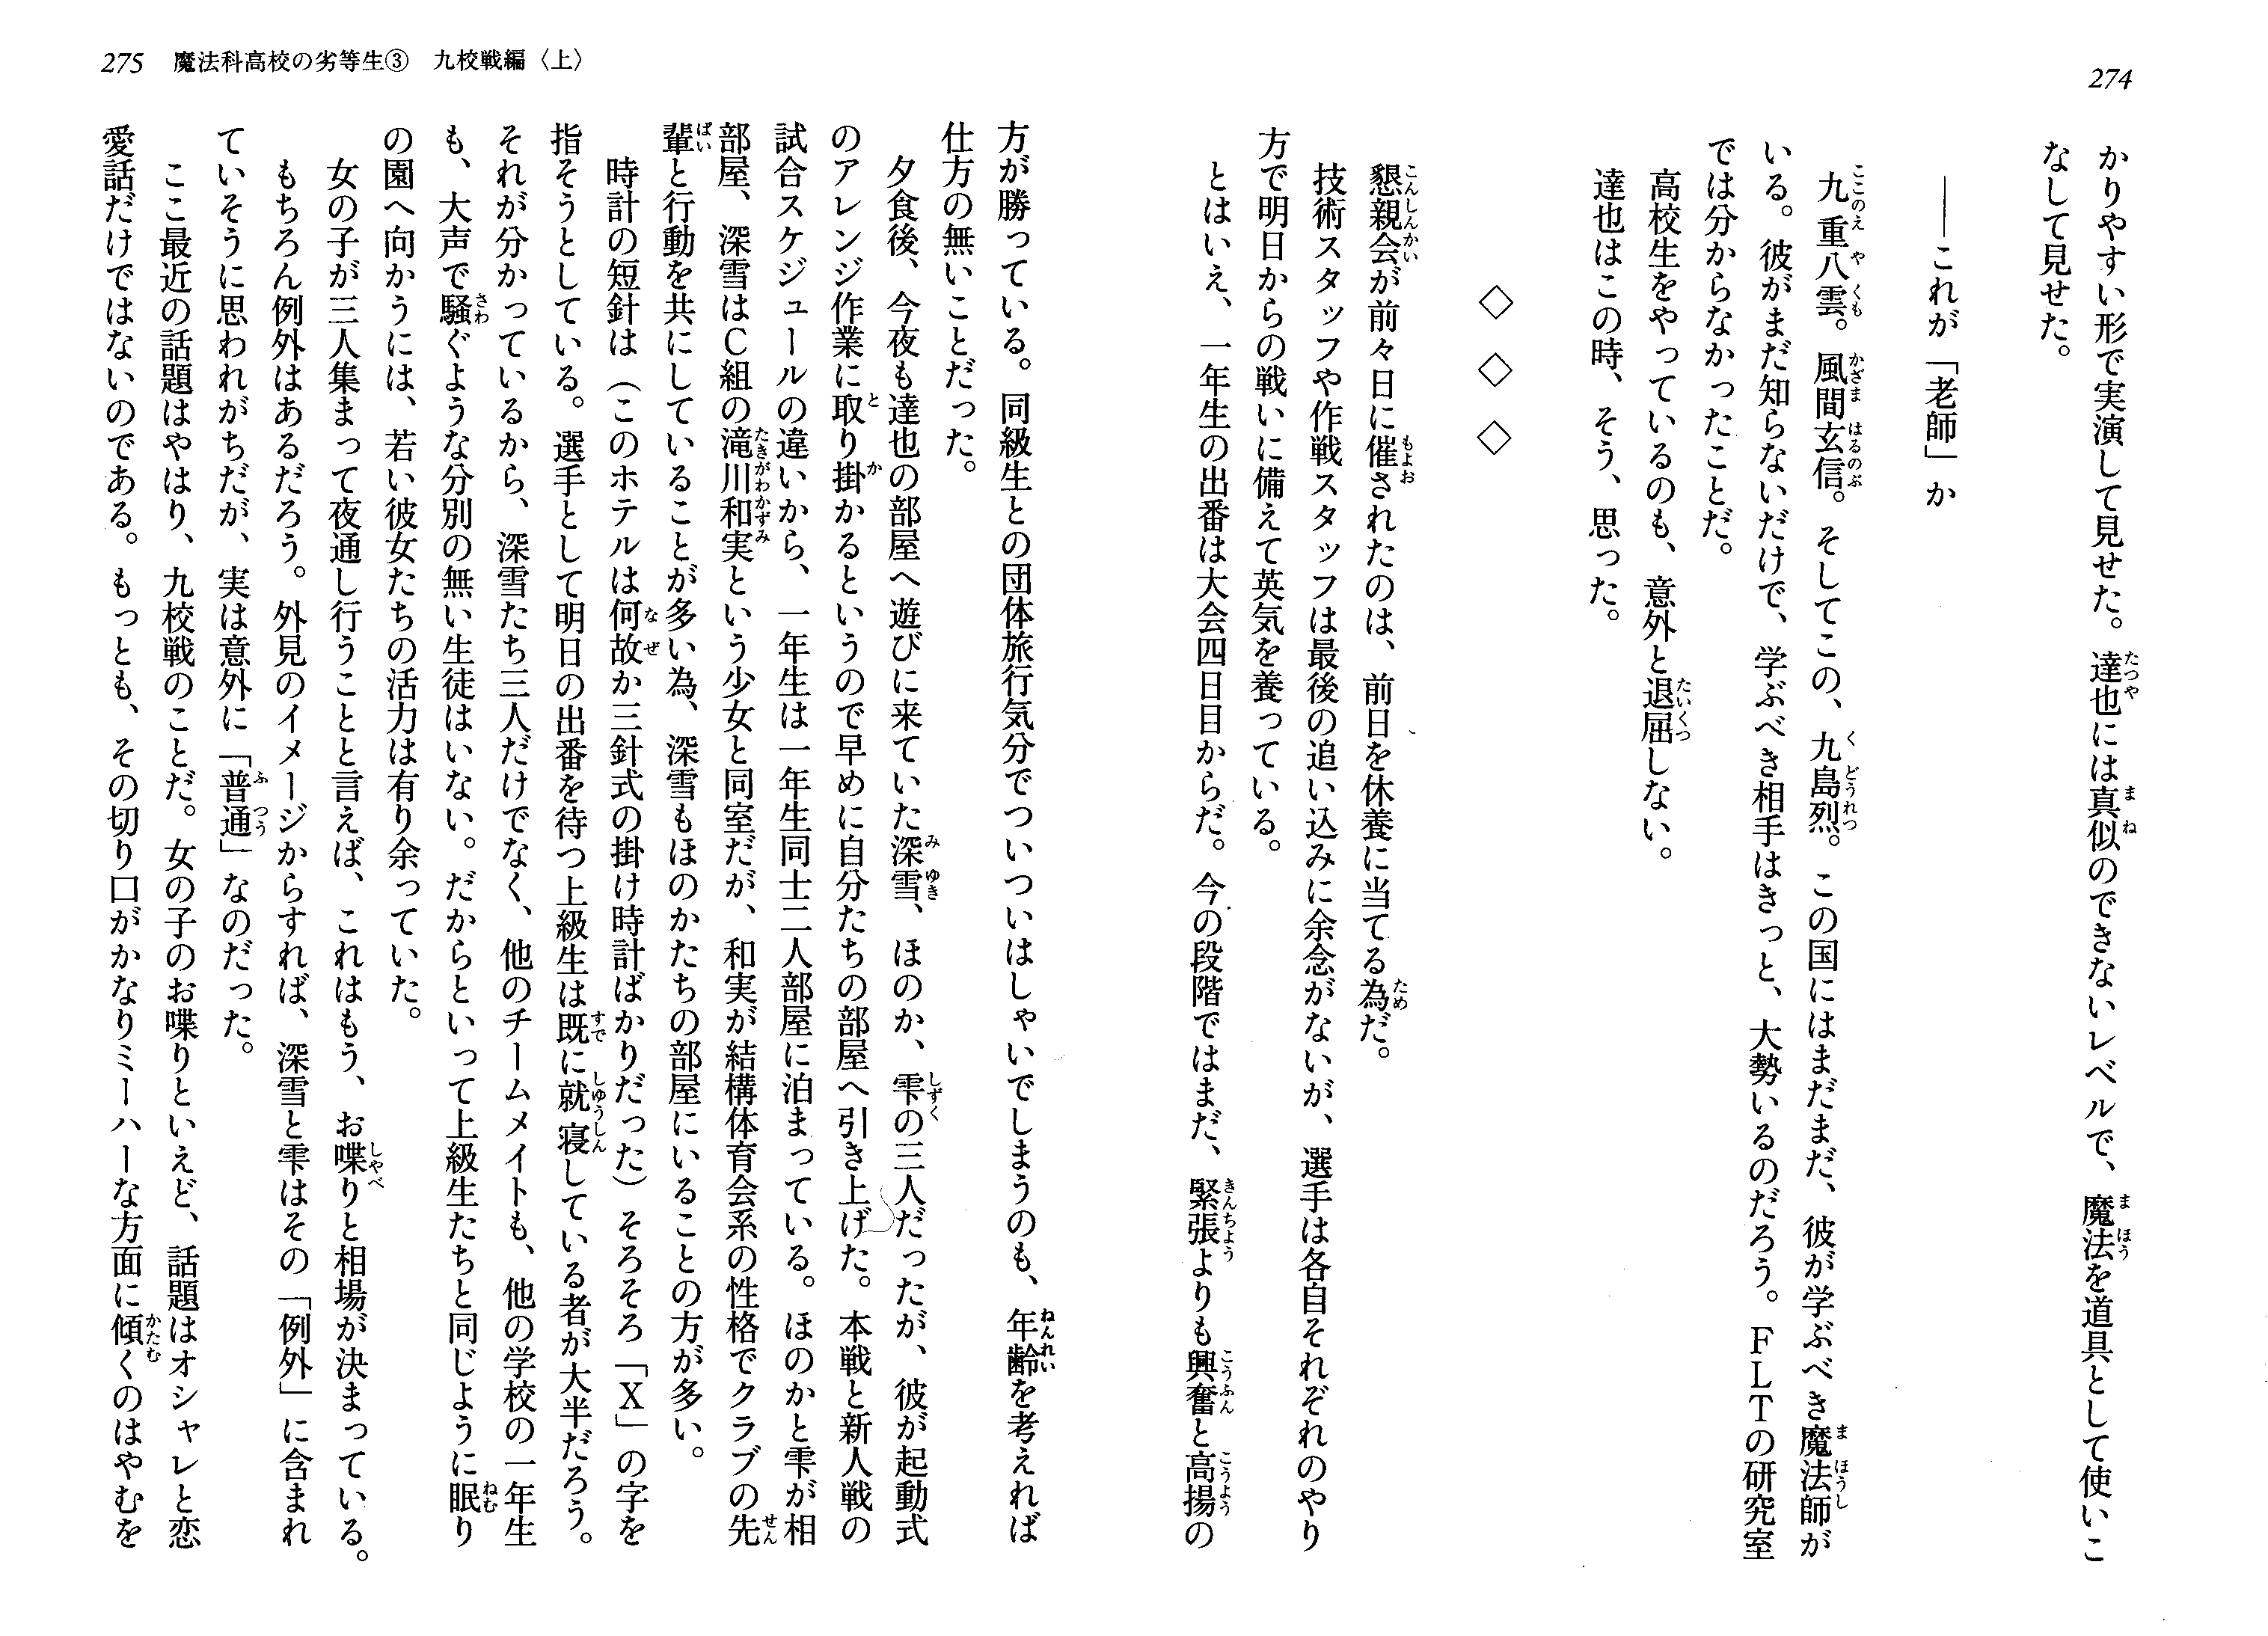 274
かりやすい形で実演して見せた。達也には真似のできないレベルで、魔法を道具として使いこ
なして見せた。
――これが「老師」か
九重八雲。風間玄信。そしてこの、九島烈。この国にはまだまだ、彼が学ぶべき魔法師が
いる。彼がまだ知らないだけで、学ぶべき相手はきっと、大勢いるのだろう。ＦＬＴの研究室
では分からなかったことだ。
高校生をやっているのも、意外と退屈しない。
達也はこの時、そう、思った。
◇ ◇ ◇
懇親会が前々日に催されたのは、前日を休養に当てる為だ。
技術スタッフや作戦スタッフは最後の追い込みに余念がないが、選手は各自それぞれのやり
方で明日からの戦いに備えて英気を養っている。
とはいえ、一年生の出番は大会四日目からだ。今の段階ではまだ、緊張よりも興奮と高揚の
275 魔法科高校の劣等生③ 九校戦編〈上〉
方が勝っている。同級生との団体旅行気分でついついはしゃいでしまうのも、年齢を考えれば
仕方の無いことだった。
夕食後、今夜も達也の部屋へ遊びに来ていた深雪、ほのか、雫の三人だったが、彼が起動式
のアレンジ作業に取り掛かるというので早めに自分たちの部屋へ引き上げた。本戦と新人戦の
試合スケジュールの違いから、一年生は一年生同士二人部屋に泊まっている。ほのかと雫が相
部屋、深雪はＣ組の滝川和実という少女と同室だが、和実が結構体育会系の性格でクラブの先
輩と行動を共にしていることが多い為、深雪もほのかたちの部屋にいることの方が多い。
時計の短針は（このホテルは何故か三針式の掛け時計ばかりだった）そろそろ「Ｘ」の字を
指そうとしている。選手として明日の出番を待つ上級生は既に就寝している者が大半だろう。
それが分かっているから、深雪たち三人だけでなく、他のチームメイトも、他の学校の一年生
も、大声で騒ぐような分別の無い生徒はいない。だからといって上級生たちと同じように眠り
の園へ向かうには、若い彼女たちの活力は有り余っていた。
女の子が三人集まって夜通し行うことと言えば、これはもう、お喋りと相場が決まっている。
もちろん例外はあるだろう。外見のイメージからすれば、深雪と雫はその「例外」に含まれ
ていそうに思われがちだが、実は意外に「普通」なのだった。
ここ最近の話題はやはり、九校戦のことだ。女の子のお喋りといえど、話題はオシャレと恋
愛話だけではないのである。もっとも、その切り口がかなりミーハーな方面に傾くのはやむを